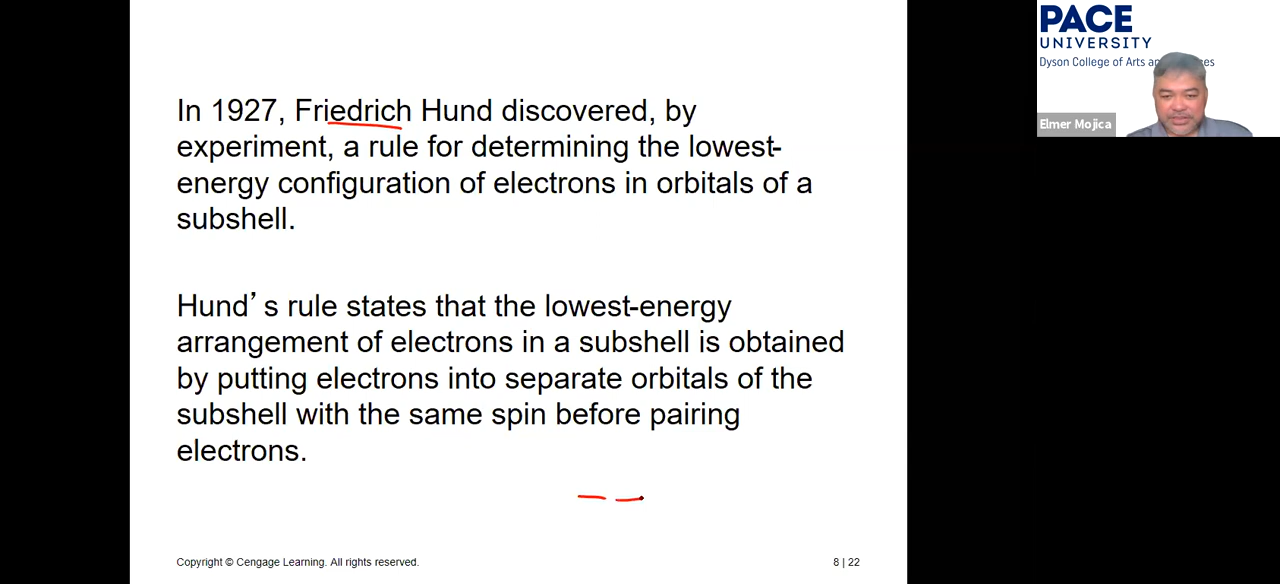 In 1927, Friedrich Hund discovered, by
experiment, a rule for determining the lowest-
energy configuration of electrons in orbitals of a
subshell.
Hund’s rule states that the lowest-energy
arrangement of electrons in a subshell is obtained
by putting electrons into separate orbitals of the
subshell with the same spin before pairing
electrons.
Copyright © Cengage Learning. All rights reserved.
8 | 22
PACE
UNIVERSITY
Dyson College of Arts
Elmer Mojica